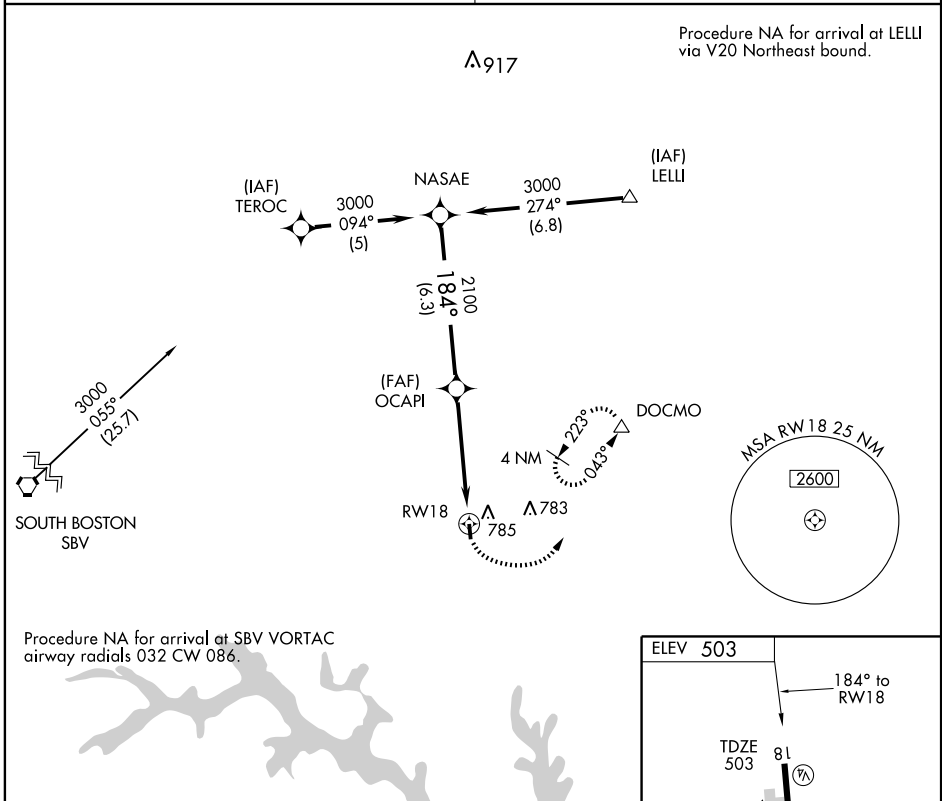 Procedure NA for arrival at LELLI
via V20 Northeast bound.
917
(IAF)
TEROC
3000
094°
(5)
NASAE
3000
274°
(6.8)
(IAF)
LELLI
2100
184°
(6.3)
3000
055°
(25.7)
SOUTH BOSTON
SBV
(FAF)
OCAPI
DOCMO
223°
043°
4 NM
RW18
785
783
MSA RW18 25 NM
2600
Procedure NA for arrival at SBV VORTAC
airway radials 032 CW 086.
ELEV 503
184° to
RW18
TDZE
503
18
V4